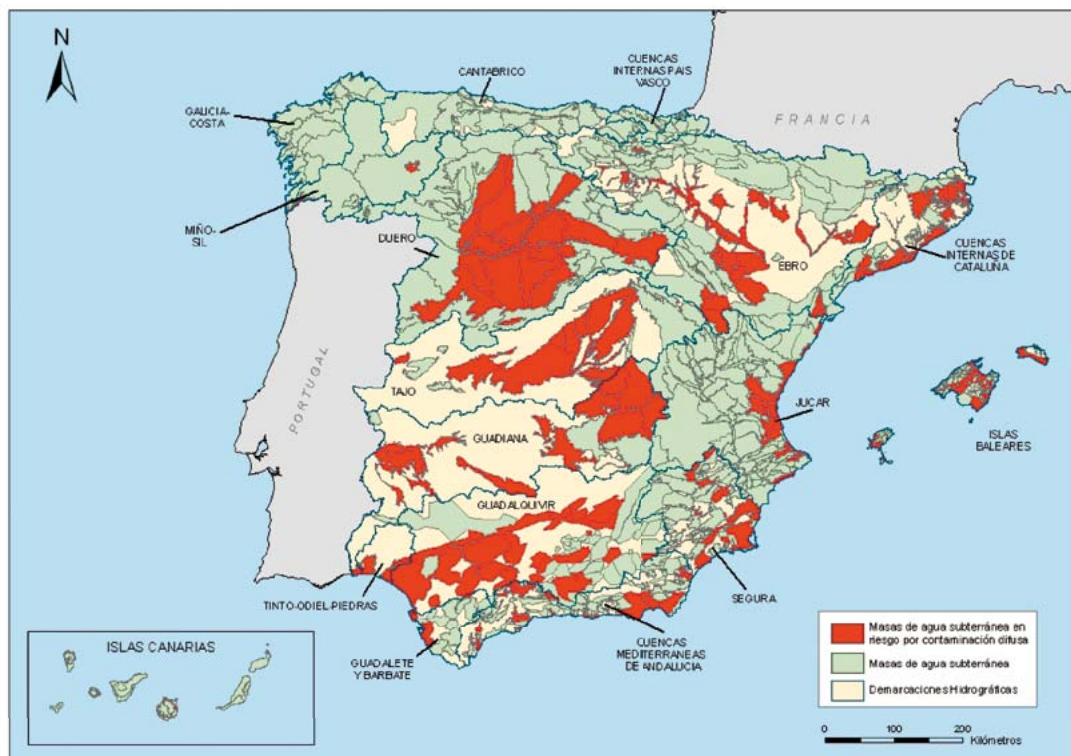 N
CANTABRICO
CUENCAS
INTERNAS PAIS
VASCO
GALICIA-
COSTA
FRANCIA
MIÑO-
SIL
DUERO
EBRO
CUENCAS
INTERNAS DE
CATALUÑA
PORTUGAL
TAJO
JUCAR
ISLAS
BALEARES
GUADIANA
GUADALQUIVIR
TINTO-ODIEL-PIEDRAS
SEGURA
GUADALETE
Y BARBATE
CUENCAS
MEDITERRANEAS
DE ANDALUCIA
ISLAS CANARIAS
Masas de agua subterránea en
riesgo por contaminación difusa
Masas de agua subterránea
Demarcaciones Hidrográficas
0 100 200
Kilómetros